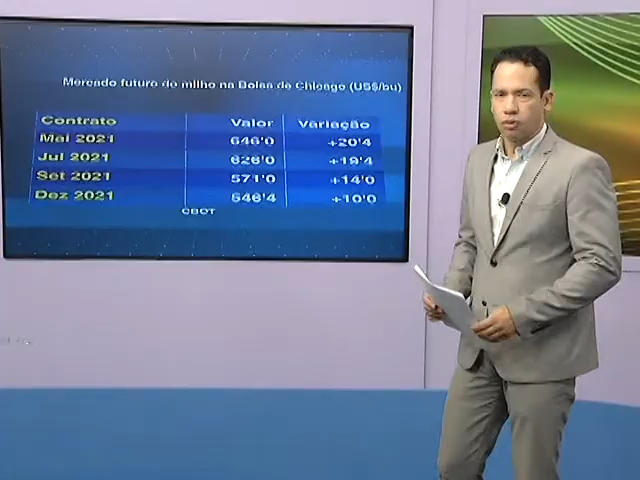 Mercado futuro do milho na Bolsa de Chicago (US$/bu)
Contrato Valor Variação
Mai 2021 646'0 +20'4
Jul 2021 626'0 +19'4
Set 2021 571'0 +14'0
Dez 2021 546'4 +10'0
CBOT